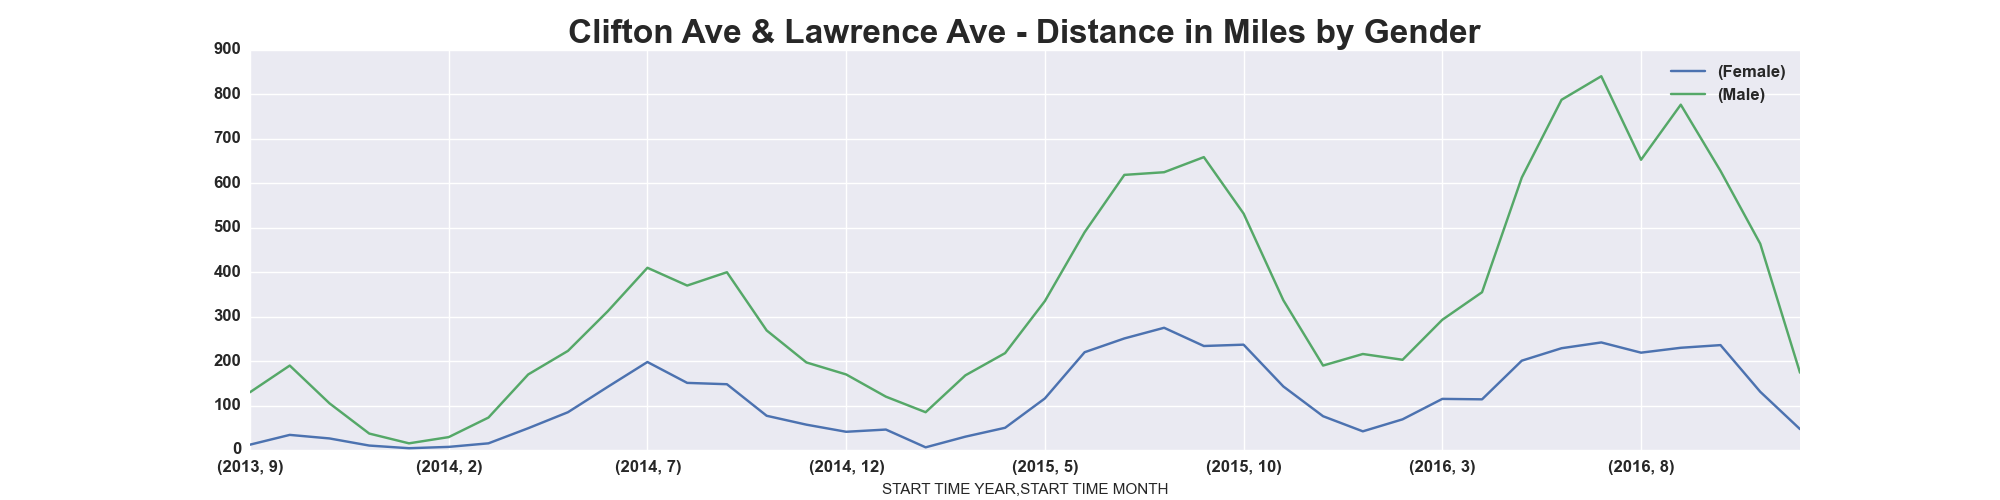 Clifton Ave & Lawrence Ave - Distance in Miles by Gender
900
800
700
600
500
400
300
200
100
0
(Female)
(Male)
(2013, 9) (2014, 2) (2014, 7) (2014, 12) (2015, 5) (2015, 10) (2016, 3) (2016, 8)
START TIME YEAR,START TIME MONTH